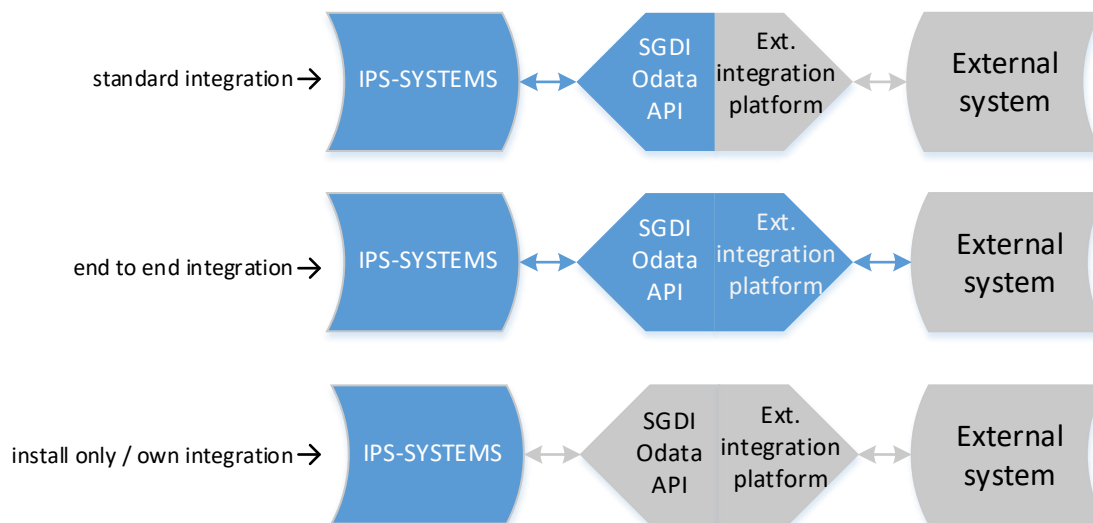 standard integration →
IPS-SYSTEMS
SGDI
Odata
API
Ext.
integration
platform
External
system
end to end integration →
IPS-SYSTEMS
SGDI
Odata
API
Ext.
integration
platform
External
system
install only / own integration →
IPS-SYSTEMS
SGDI
Odata
API
Ext.
integration
platform
External
system